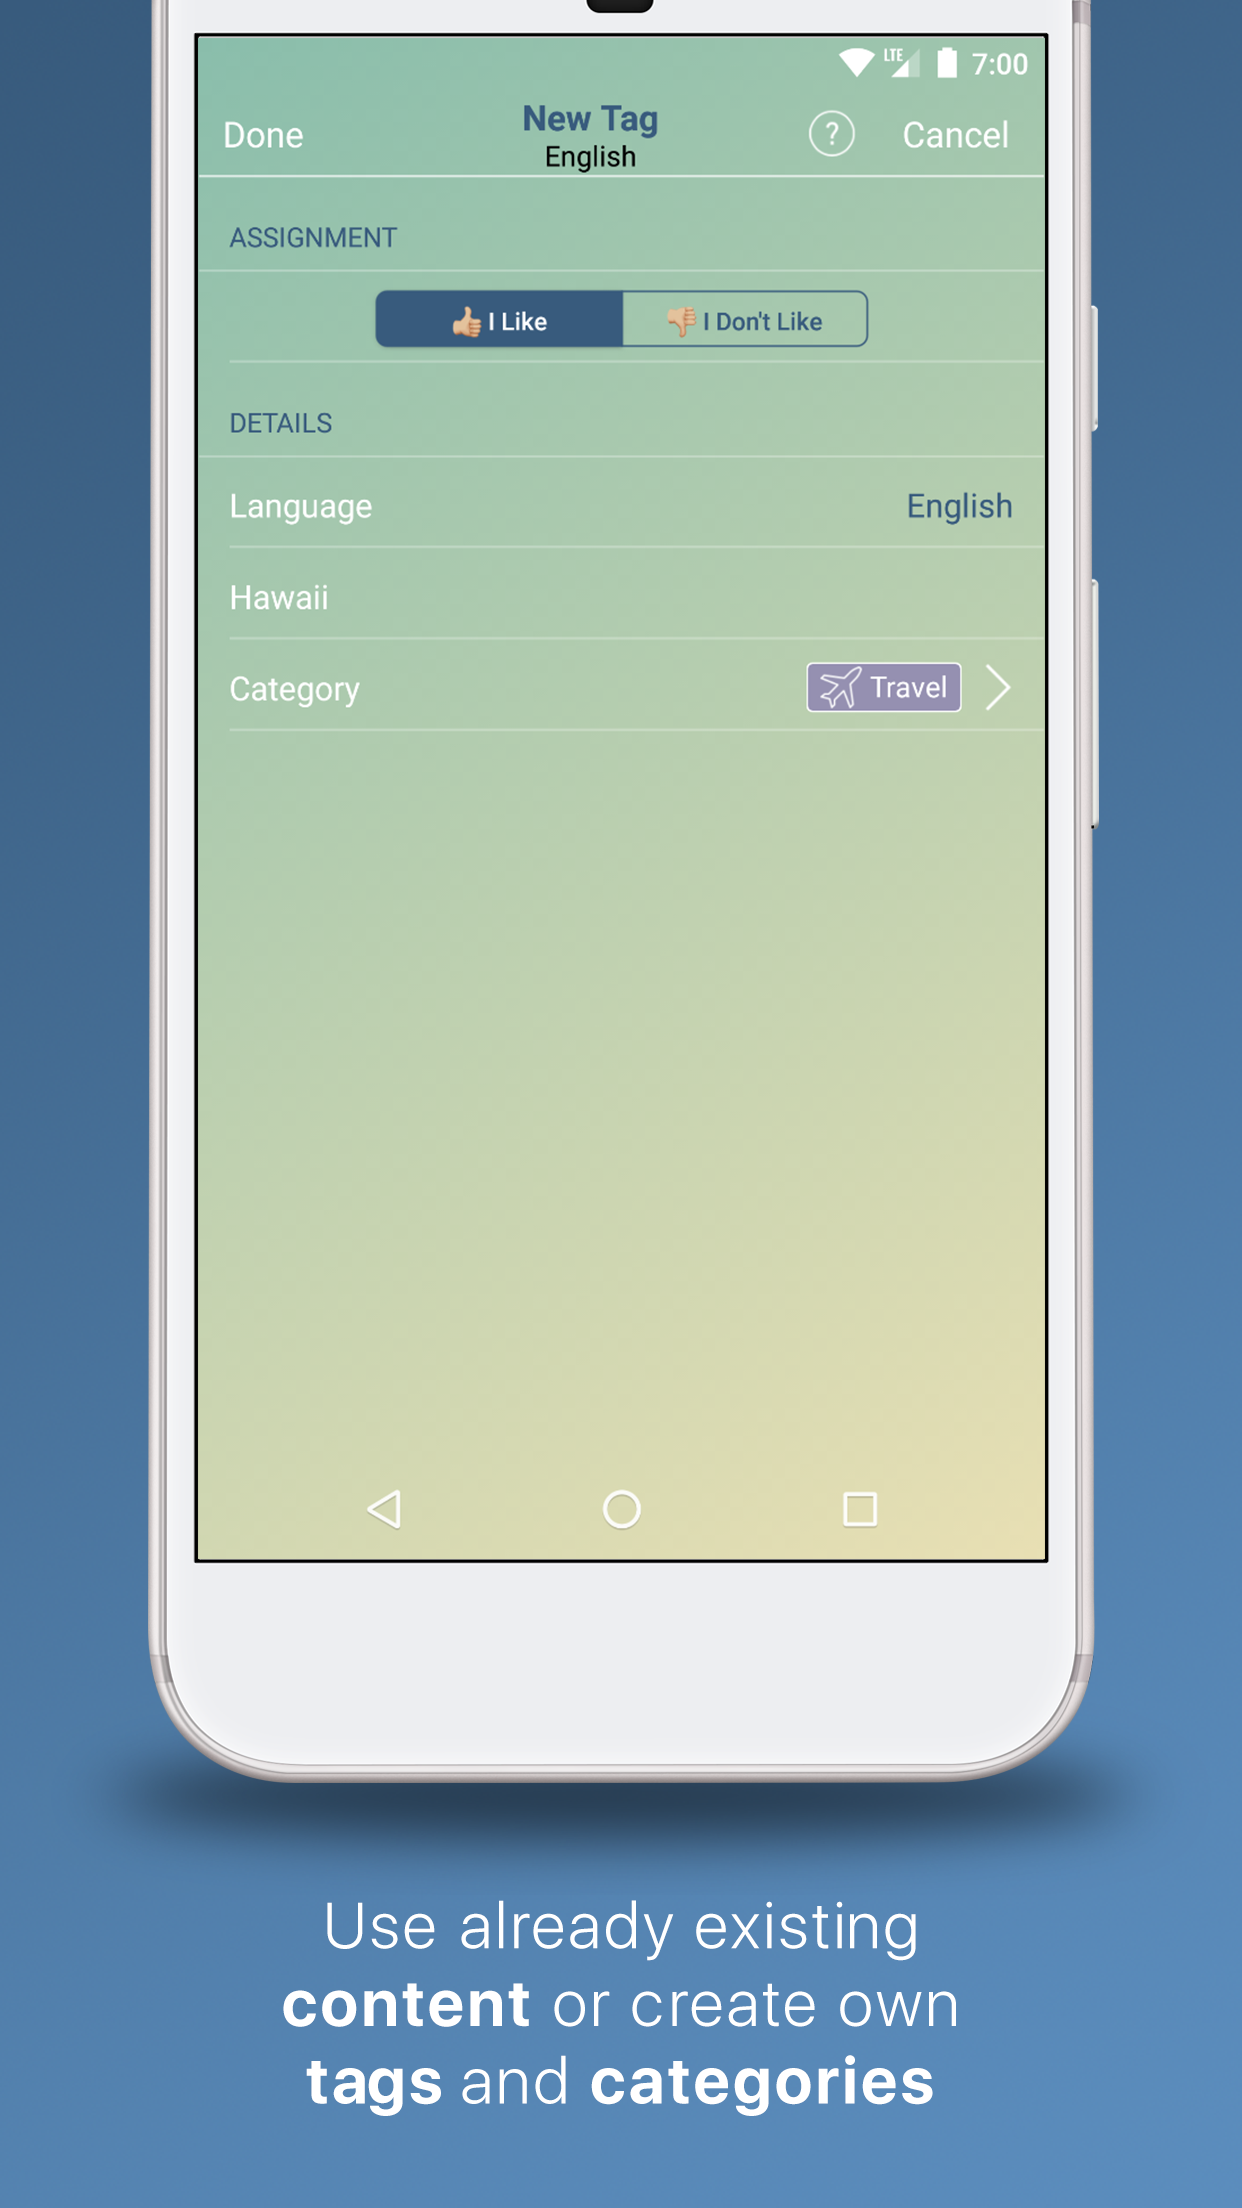 LTE 7:00
Done
New Tag
English
?
Cancel
ASSIGNMENT
👍🏼 I Like
👎🏼 I Don't Like
DETAILS
Language English
Hawaii
Category Travel
Use already existing
content or create own
tags and categories